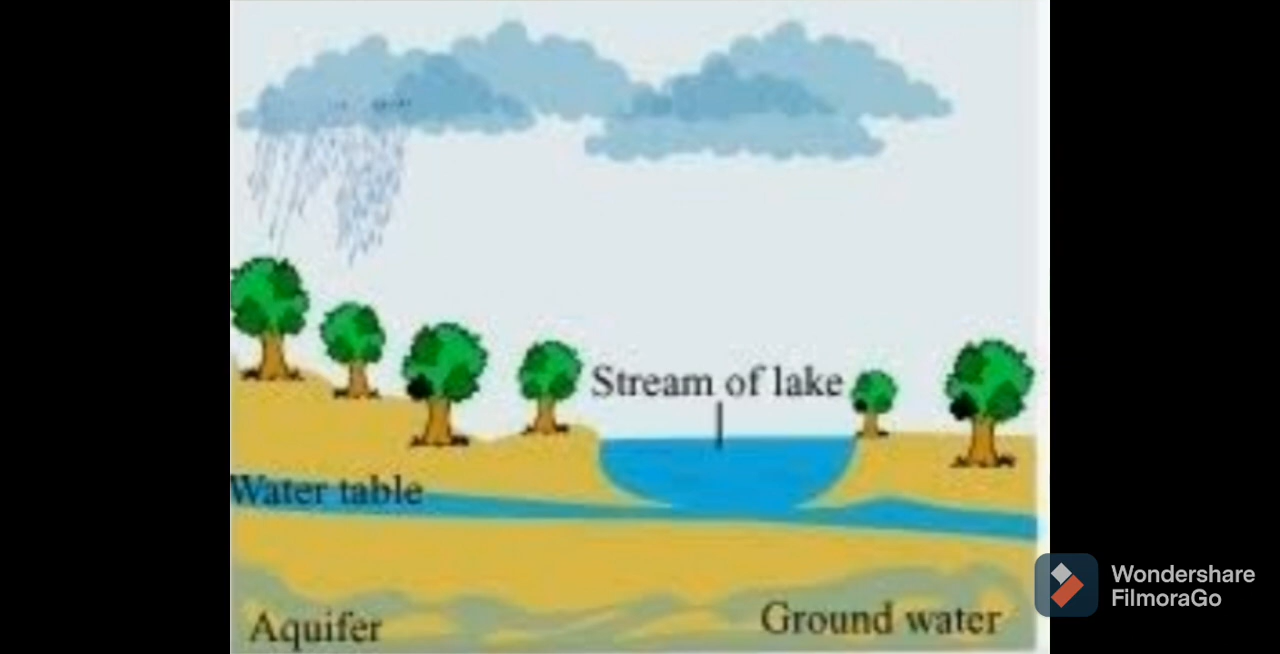 Stream of lake
Water table
Aquifer
Ground water
Wondershare
FilmoraGo